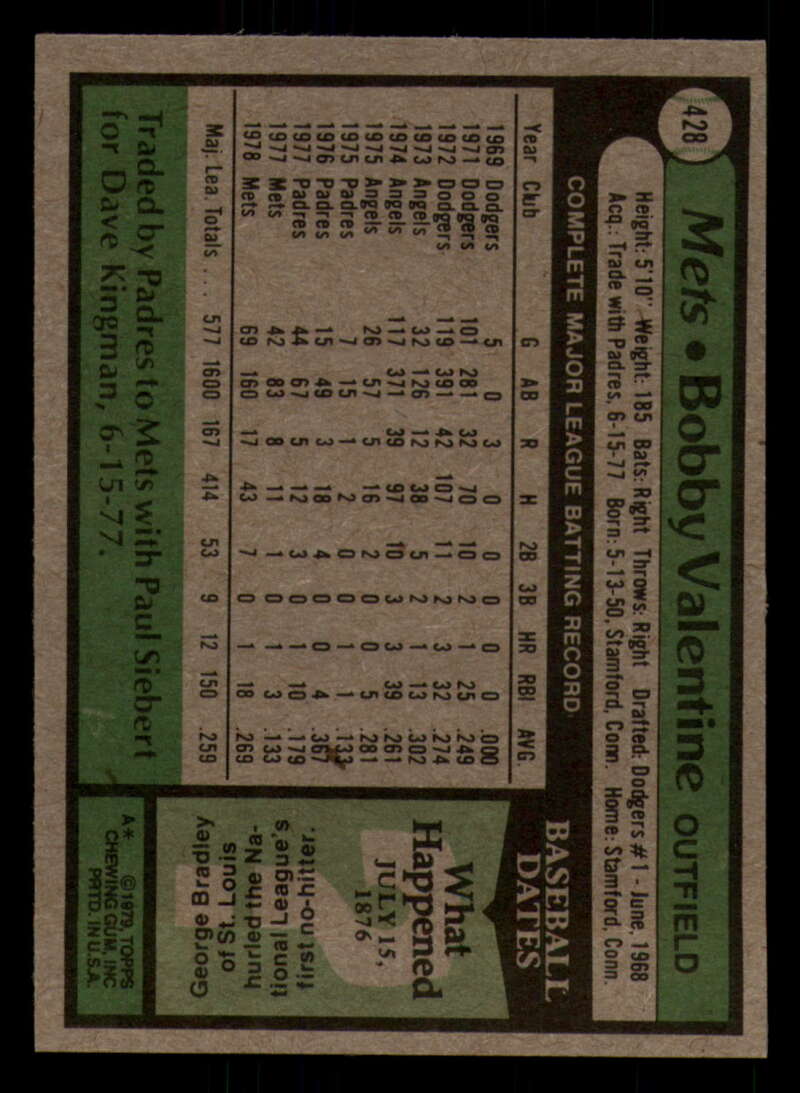 428
Mets • Bobby Valentine OUTFIELD
Height: 5'10" Weight: 185 Bats: Right Throws: Right Drafted: Dodgers #1 - June, 1968
Acq.: Trade with Padres, 6-15-77 Born: 5-13-50, Stamford, Conn. Home: Stamford, Conn.
COMPLETE MAJOR LEAGUE BATTING RECORD
Year Club G AB R H 2B 3B HR RBI AVG.
1969 Dodgers 5 0 3 0 0 0 0 0 .000
1971 Dodgers 101 281 32 70 10 2 1 25 .249
1972 Dodgers 119 391 42 107 11 2 3 32 .274
1973 Angels 32 126 12 38 5 2 1 13 .302
1974 Angels 117 371 39 97 10 3 3 39 .261
1975 Angels 26 57 5 16 2 0 0 5 .281
1975 Padres 7 15 1 2 0 0 1 1 .133
1976 Padres 15 49 3 18 4 0 0 4 .367
1977 Padres 44 67 5 12 3 0 1 10 .179
1977 Mets 42 83 8 11 1 0 1 3 .133
1978 Mets 69 160 17 43 7 0 1 18 .269
Maj. Lea. Totals . . . 577 1600 167 414 53 9 12 150 .259
Traded by Padres to Mets with Paul Siebert
for Dave Kingman, 6-15-77.
BASEBALL
DATES
What
Happened
JULY 15,
1876
George Bradley
of St. Louis
hurled the Na-
tional League's
first no-hitter.
A* ©1979, TOPPS
CHEWING GUM, INC
PRTD. IN U.S.A.